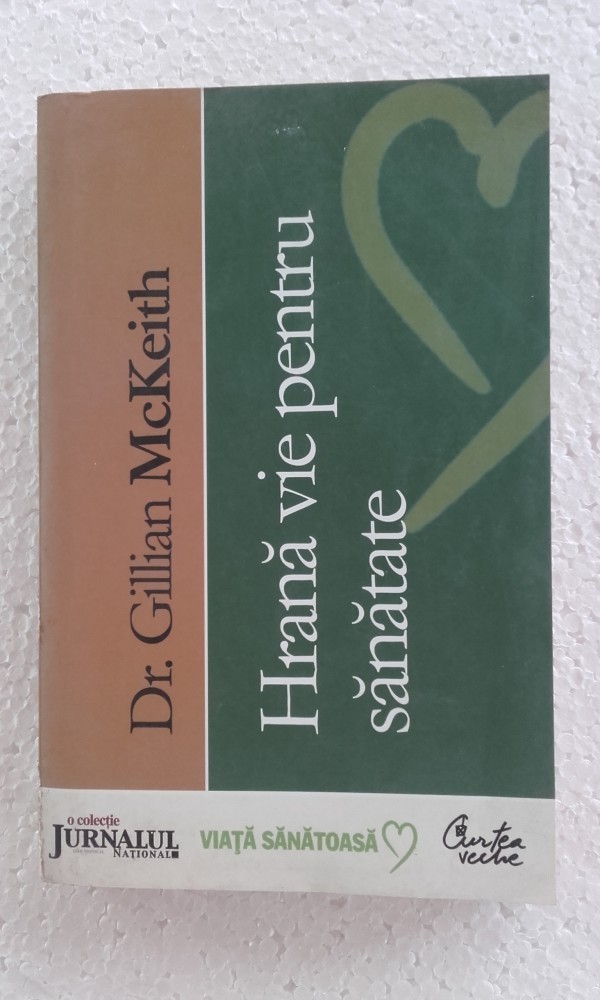 Dr. Gillian McKeith
Hrană vie pentru
sănătate
o colecție
JURNALUL
NAȚIONAL
VIAȚĂ SĂNĂTOASĂ
Curtea
veche